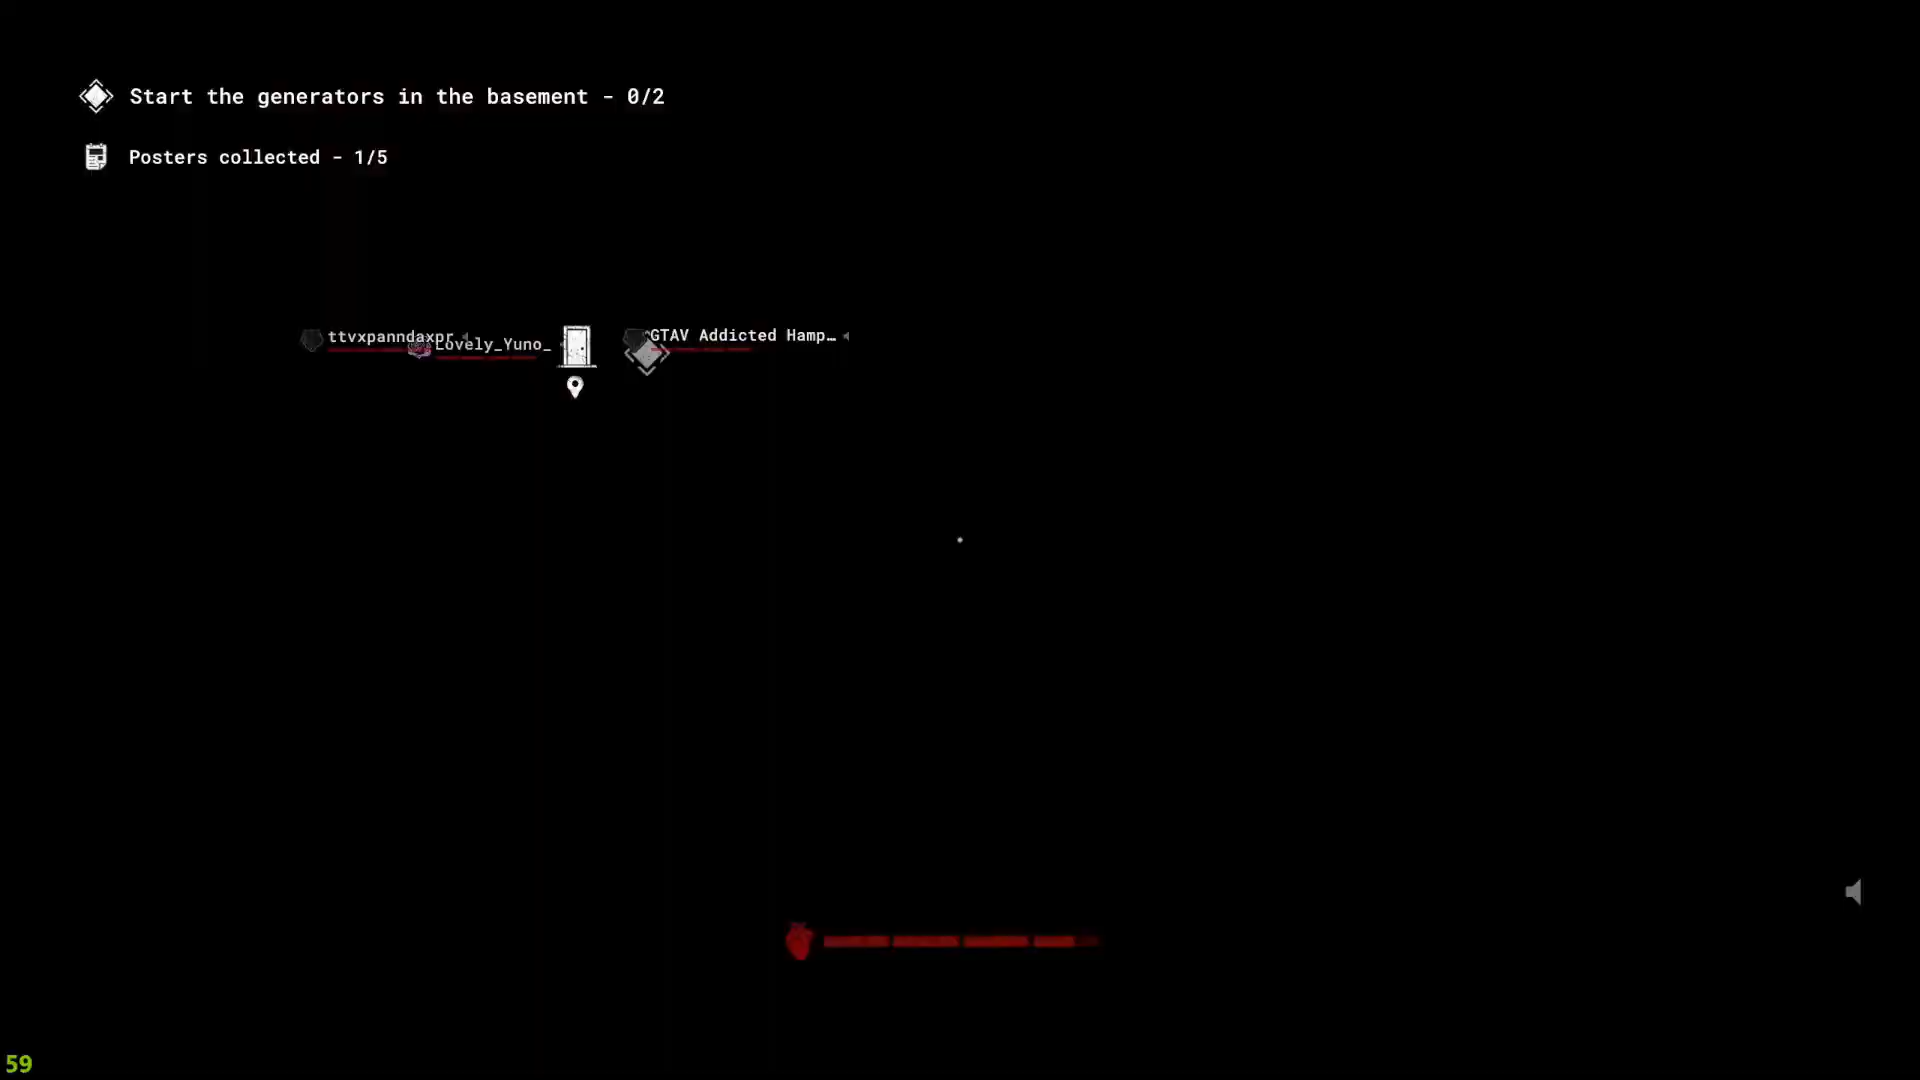 Start the generators in the basement - 0/2
Posters collected - 1/5
ttvxpanndaxpr
Lovely_Yuno_
GTAV Addicted Hamp…
59